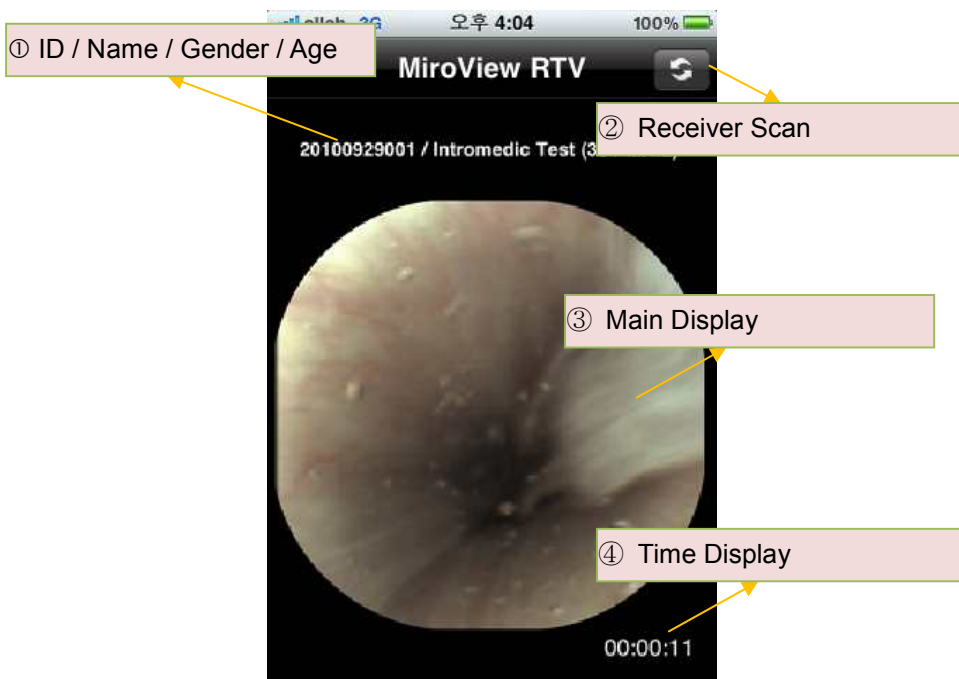 olleh 3G 오후 4:04 100%
① ID / Name / Gender / Age
MiroView RTV
② Receiver Scan
20100929001 / Intromedic Test (3
③ Main Display
④ Time Display
00:00:11